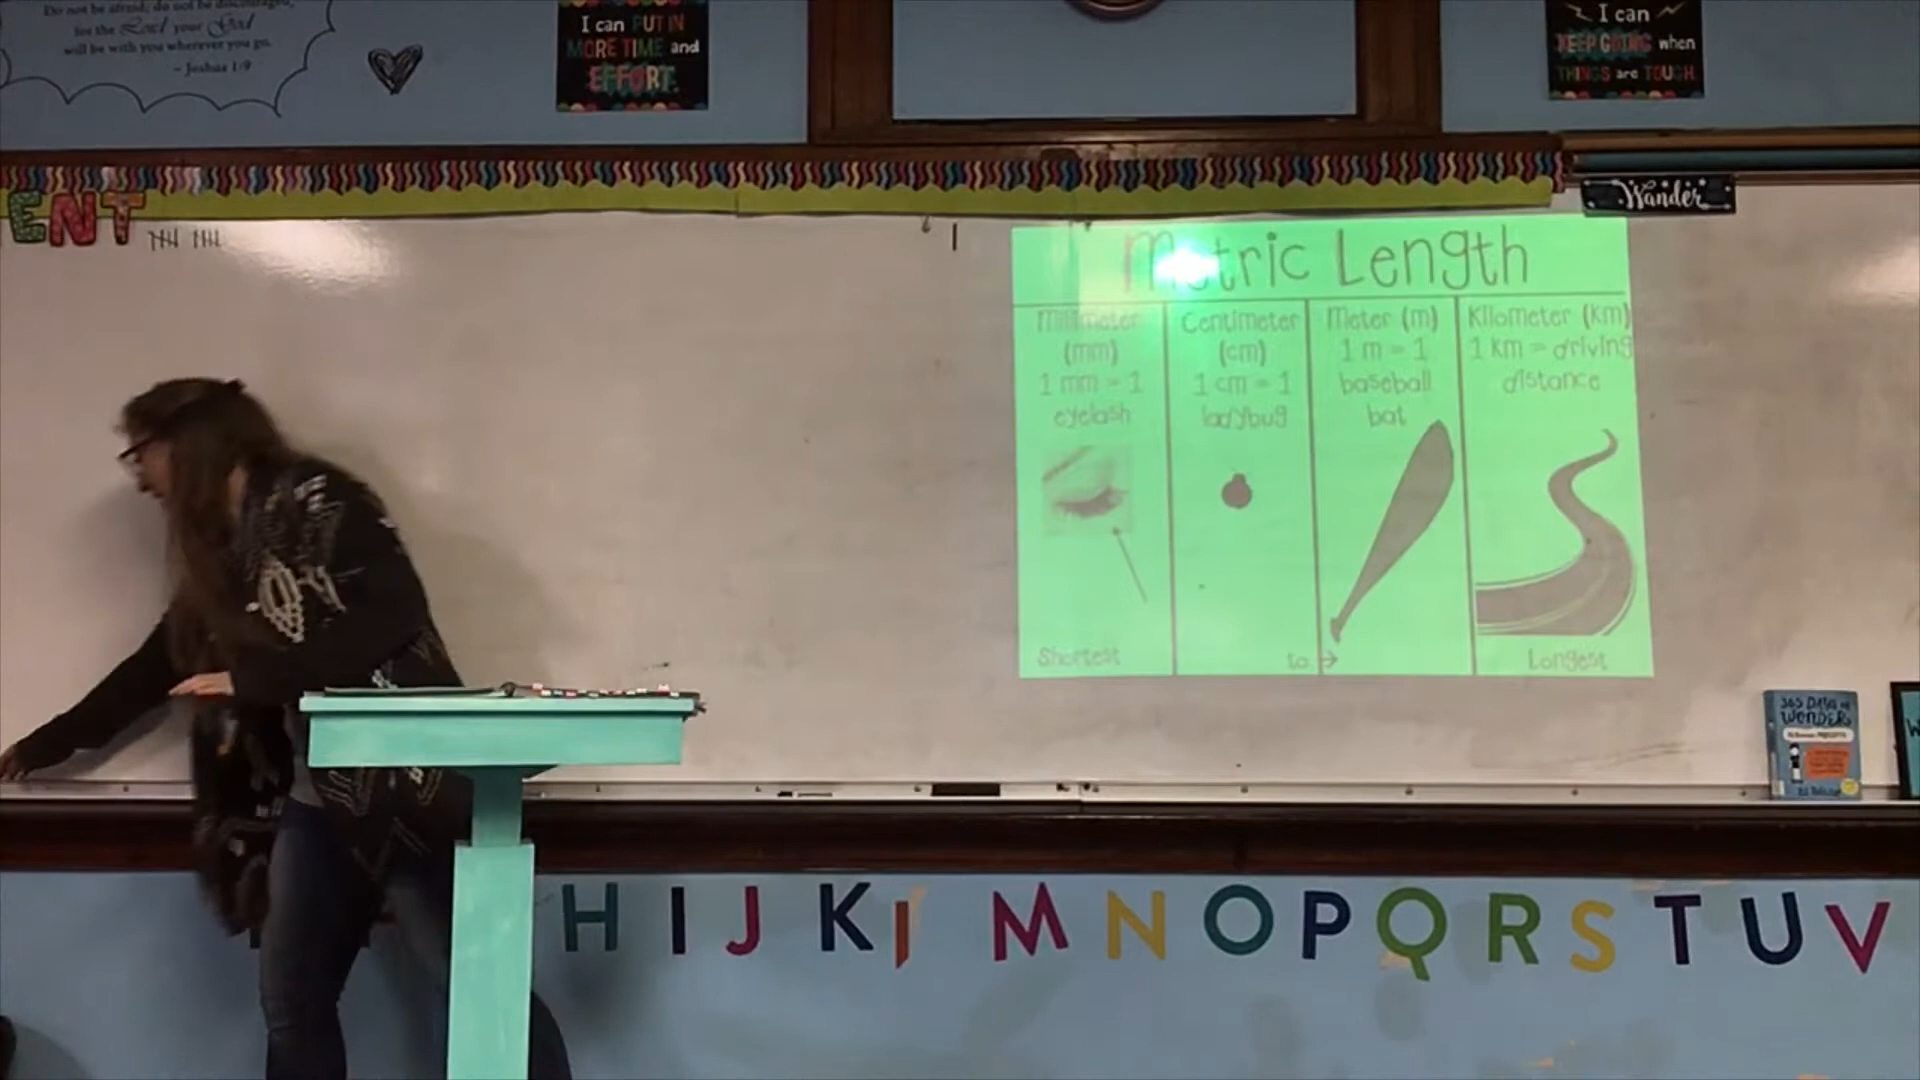 Do not be afraid; do not be discouraged,
for the Lord your God
will be with you wherever you go.
~ Joshua 1:9
I can PUT IN
MORE TIME and
EFFORT.
I can
KEEP GOING when
THINGS are TOUGH.
ENT
Wander
Metric Length
Millimeter
(mm)
1 mm = 1
eyelash
Centimeter
(cm)
1 cm = 1
ladybug
Meter (m)
1 m = 1
baseball
bat
Kilometer (km)
1 km = driving
distance
Shortest
to →
Longest
365 DAYS of
WONDER
H I J K M N O P Q R S T U V